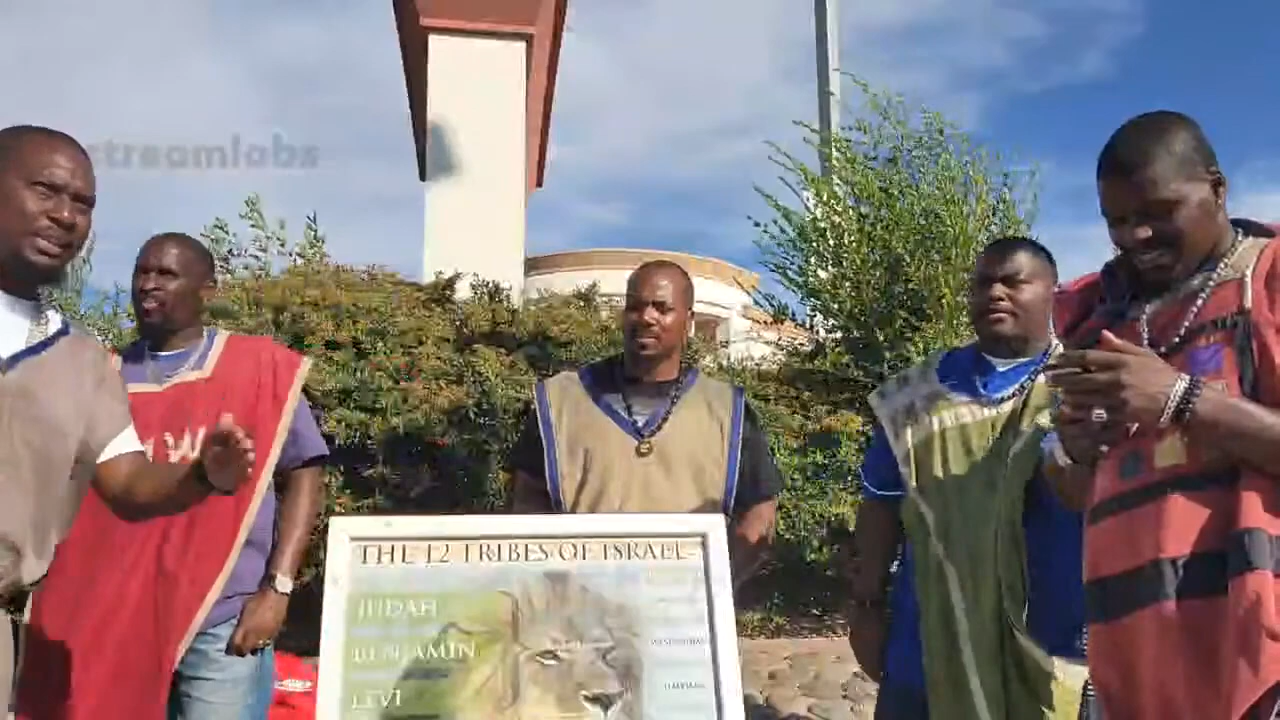 streamlabs
THE 12 TRIBES OF ISRAEL
JUDAH
BENJAMIN
LEVI